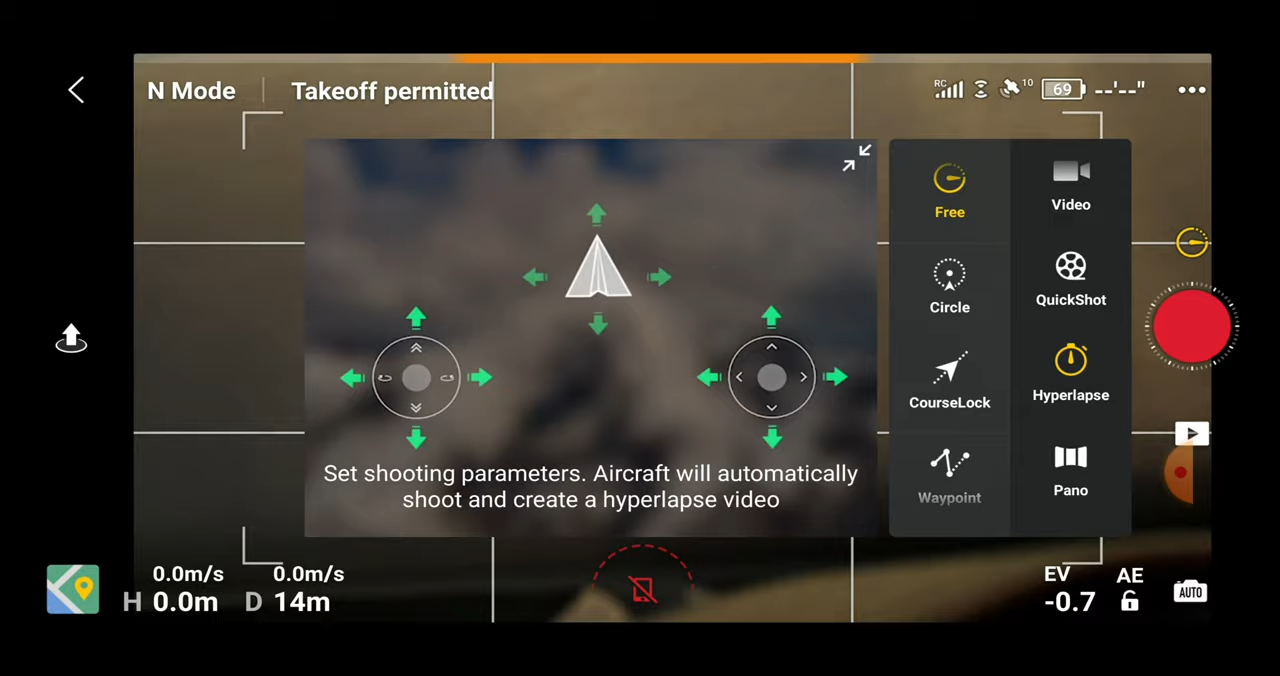 N Mode
Takeoff permitted
RC
10
69
--'--"
Free
Video
Circle
QuickShot
CourseLock
Hyperlapse
Waypoint
Pano
Set shooting parameters. Aircraft will automatically
shoot and create a hyperlapse video
0.0m/s 0.0m/s
H 0.0m D 14m
EV AE
-0.7
AUTO